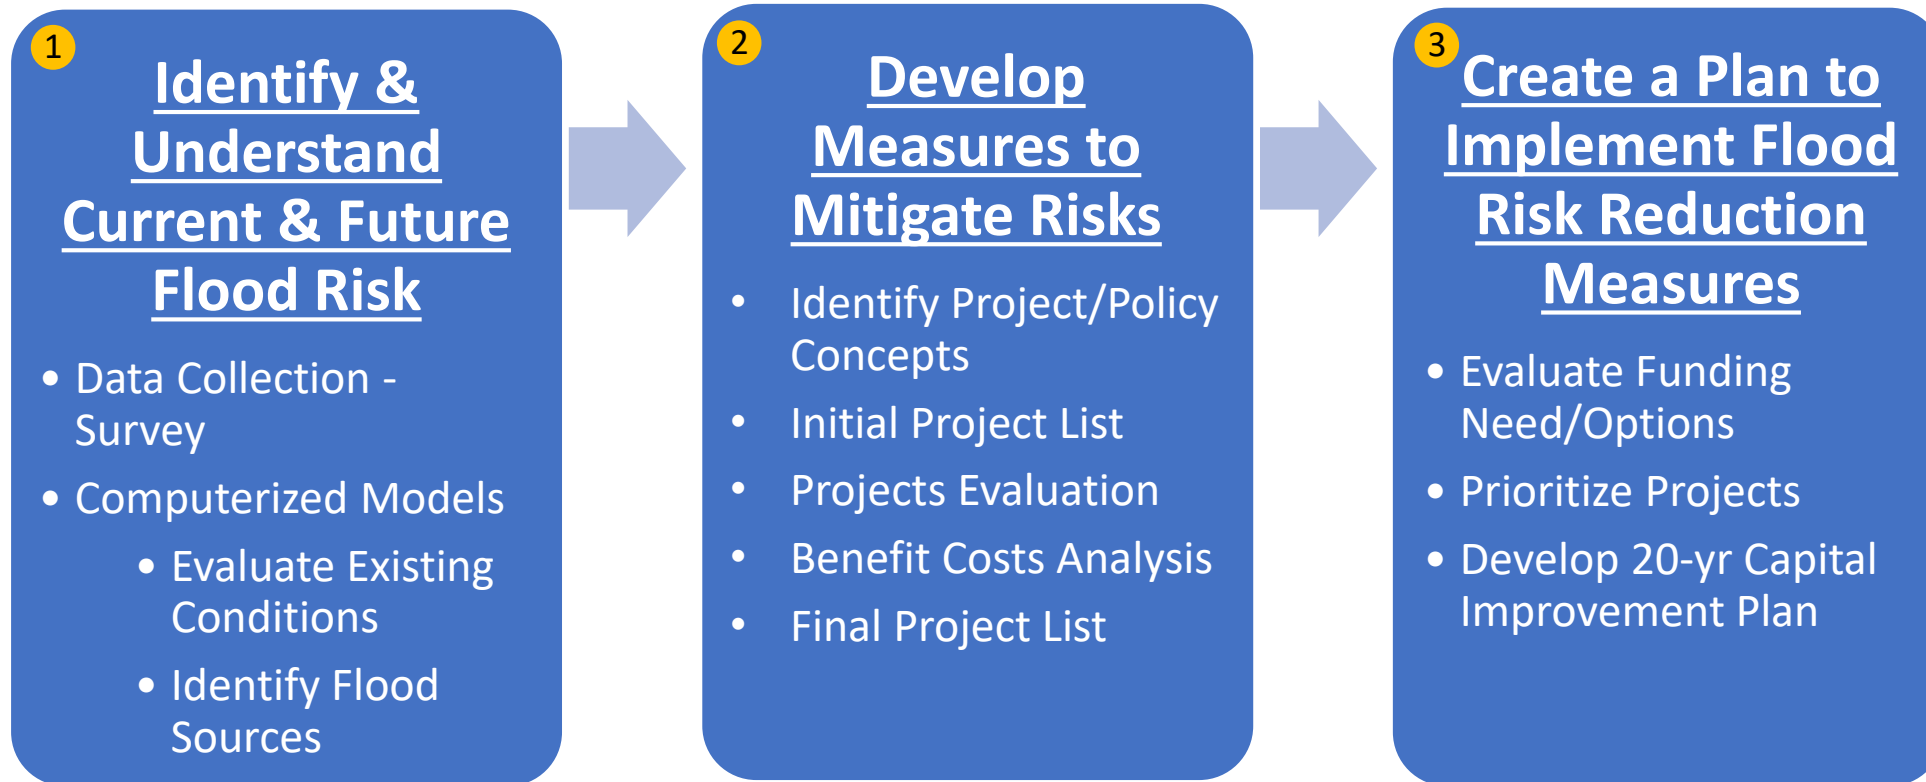 1
Identify &
Understand
Current & Future
Flood Risk
• Data Collection -
Survey
• Computerized Models
• Evaluate Existing
Conditions
• Identify Flood
Sources
2
Develop
Measures to
Mitigate Risks
• Identify Project/Policy
Concepts
• Initial Project List
• Projects Evaluation
• Benefit Costs Analysis
• Final Project List
3
Create a Plan to
Implement Flood
Risk Reduction
Measures
• Evaluate Funding
Need/Options
• Prioritize Projects
• Develop 20-yr Capital
Improvement Plan